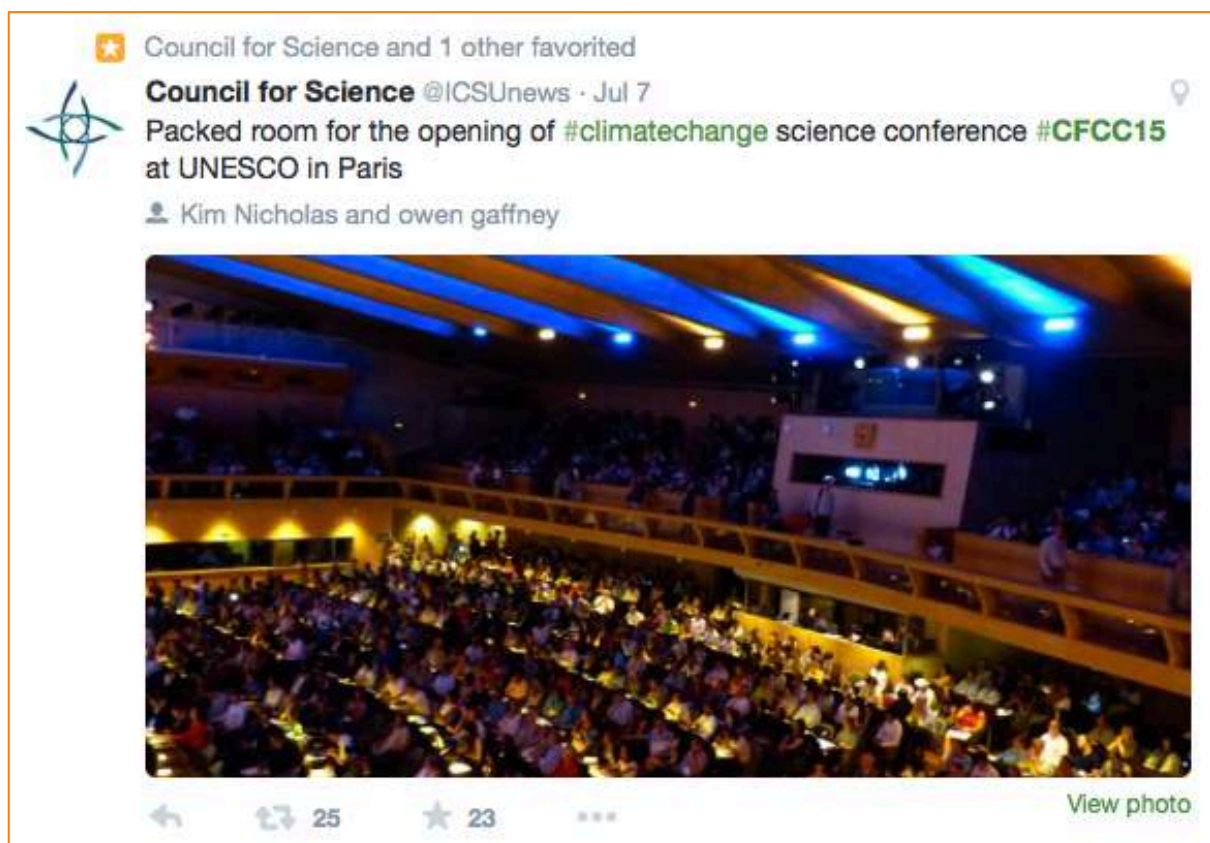 Council for Science and 1 other favorited
Council for Science @ICSUnews · Jul 7
Packed room for the opening of #climatechange science conference #CFCC15
at UNESCO in Paris
Kim Nicholas and owen gaffney
25 23
View photo